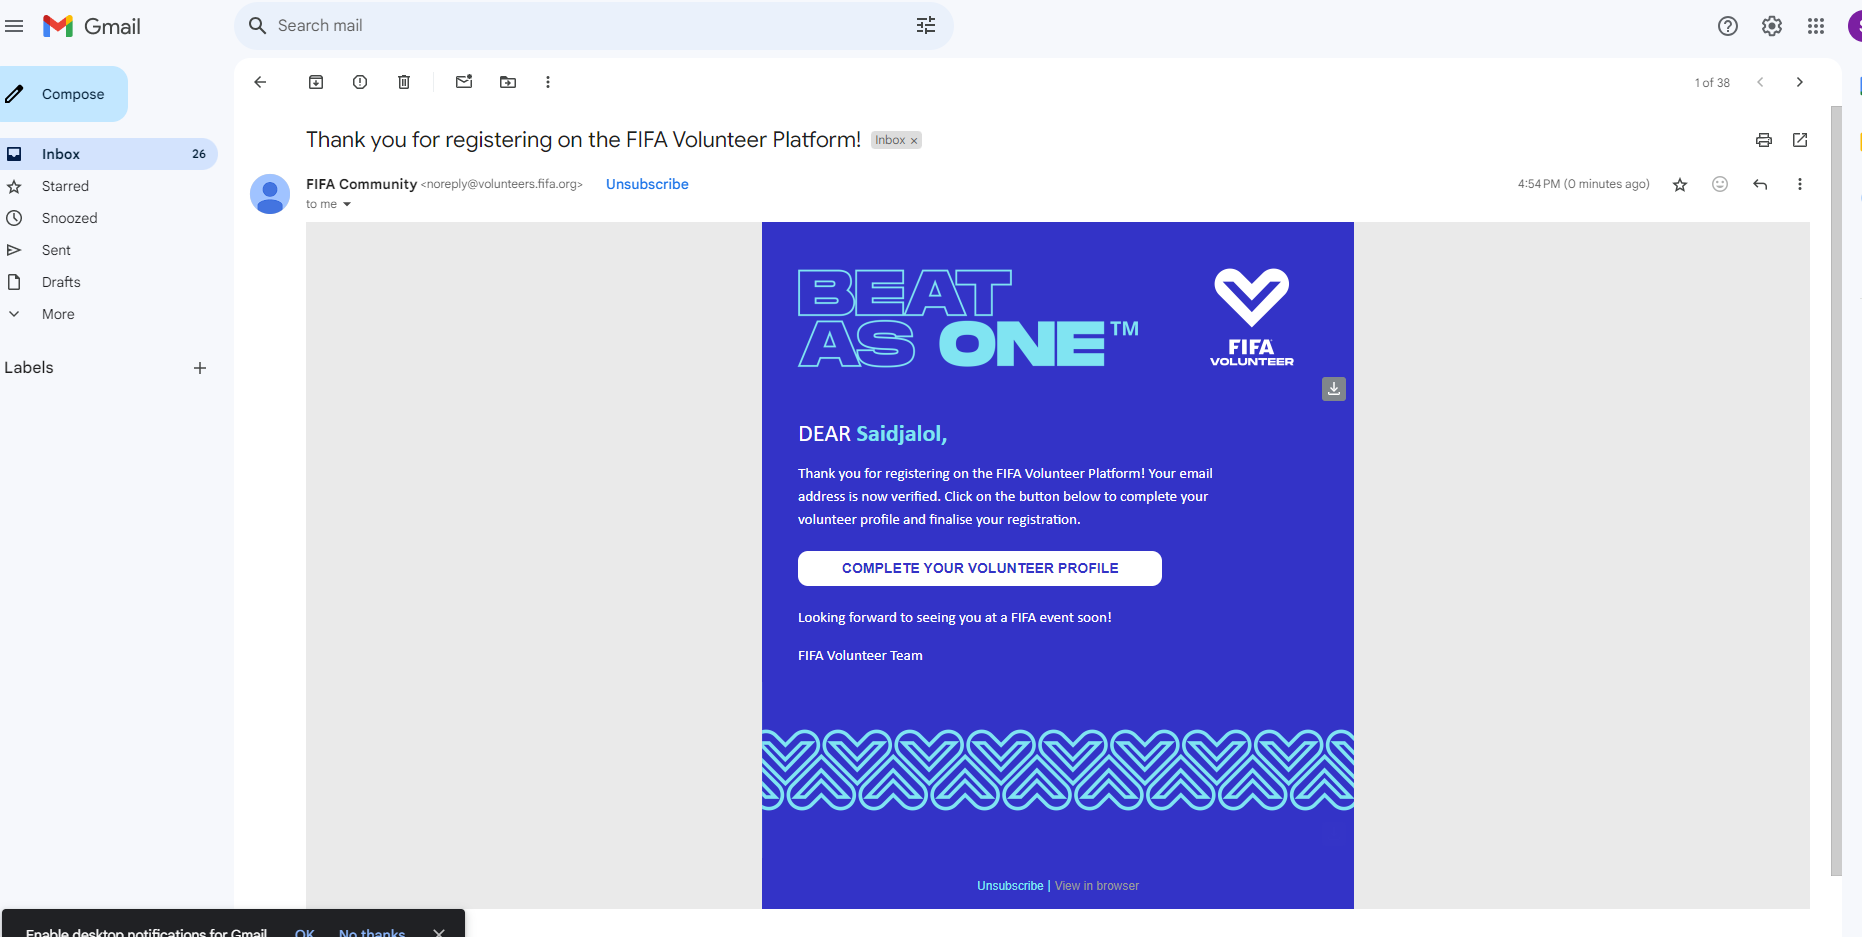 Gmail
Search mail
Compose
1 of 38
Thank you for registering on the FIFA Volunteer Platform! Inbox ×
Inbox 26
Starred
Snoozed
Sent
Drafts
More
Labels +
FIFA Community <noreply@volunteers.fifa.org> Unsubscribe
4:54 PM (0 minutes ago)
to me
BEAT
AS ONE™
FIFA
VOLUNTEER
DEAR Saidjalol,
Thank you for registering on the FIFA Volunteer Platform! Your email
address is now verified. Click on the button below to complete your
volunteer profile and finalise your registration.
COMPLETE YOUR VOLUNTEER PROFILE
Looking forward to seeing you at a FIFA event soon!
FIFA Volunteer Team
Unsubscribe | View in browser
Enable desktop notifications for Gmail. OK No thanks ×